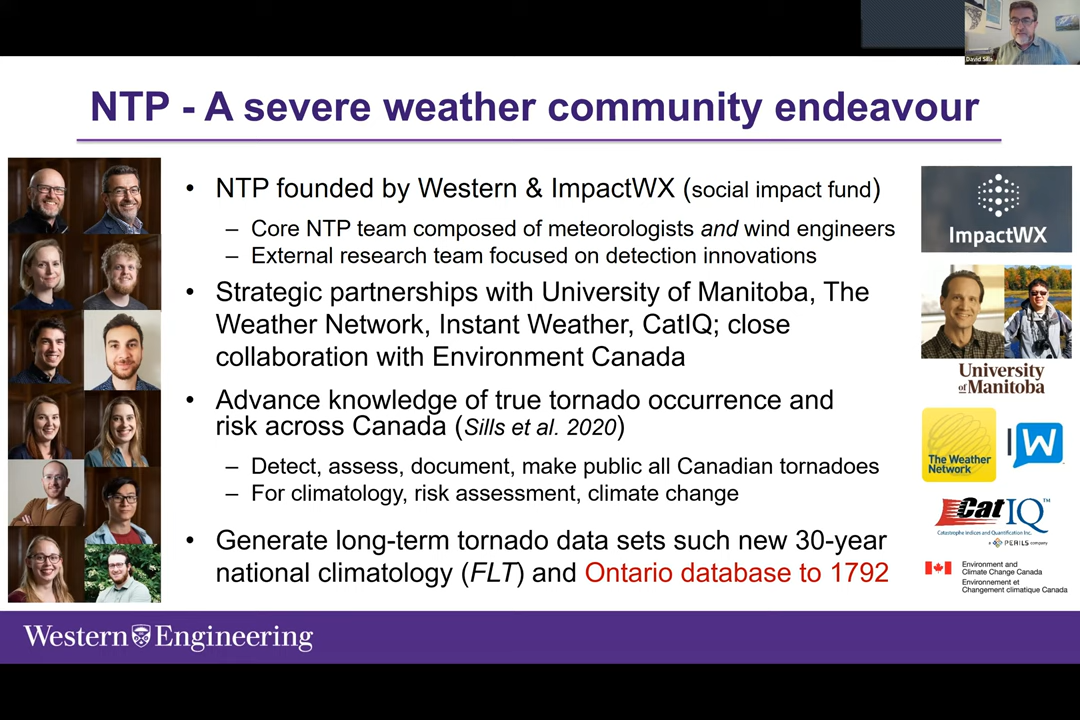 David Sills
NTP - A severe weather community endeavour
• NTP founded by Western & ImpactWX (social impact fund)
– Core NTP team composed of meteorologists and wind engineers
– External research team focused on detection innovations
• Strategic partnerships with University of Manitoba, The
Weather Network, Instant Weather, CatIQ; close
collaboration with Environment Canada
• Advance knowledge of true tornado occurrence and
risk across Canada (Sills et al. 2020)
– Detect, assess, document, make public all Canadian tornadoes
– For climatology, risk assessment, climate change
• Generate long-term tornado data sets such new 30-year
national climatology (FLT) and Ontario database to 1792
ImpactWX
University
of Manitoba
The Weather
Network
W
CatIQ™
Catastrophe Indices and Quantification Inc.
a PERILS company
Environment and
Climate Change Canada
Environnement et
Changement climatique Canada
Western Engineering